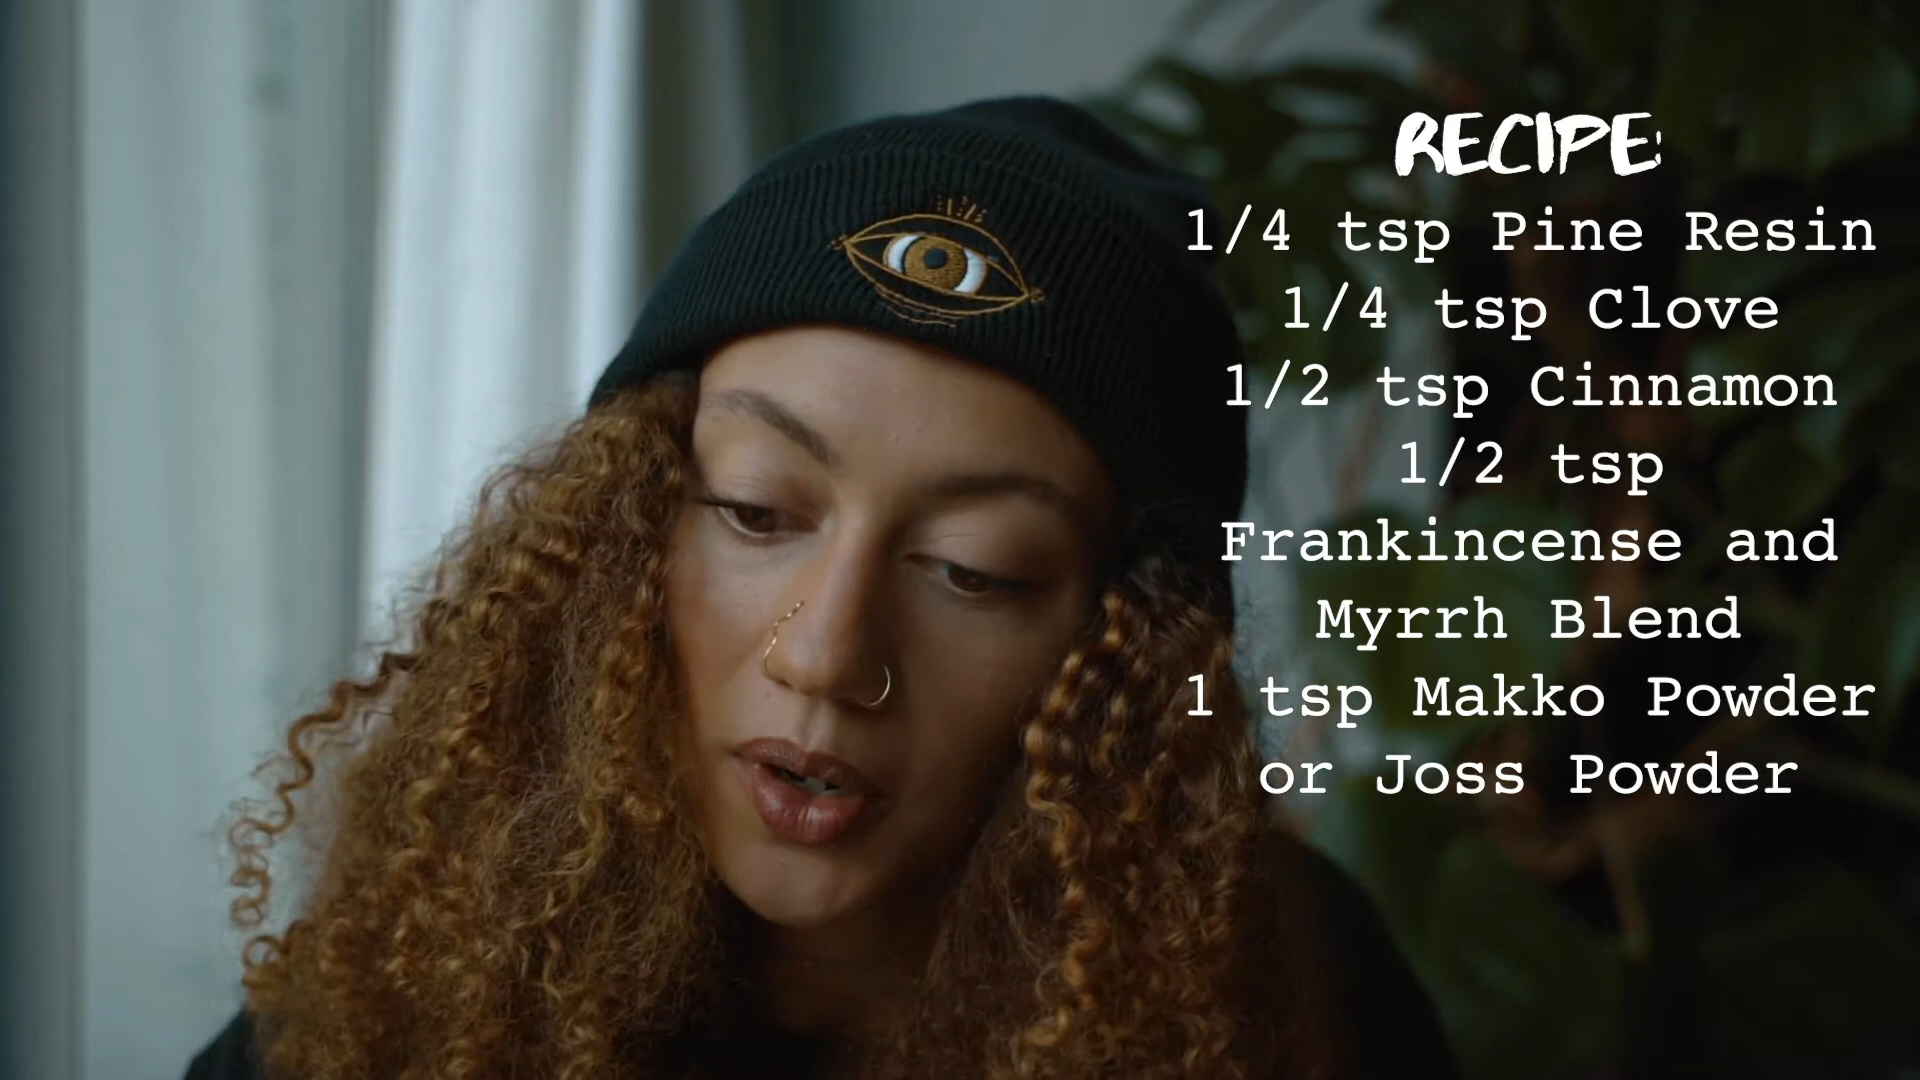 RECIPE:
1/4 tsp Pine Resin
1/4 tsp Clove
1/2 tsp Cinnamon
1/2 tsp
Frankincense and
Myrrh Blend
1 tsp Makko Powder
or Joss Powder